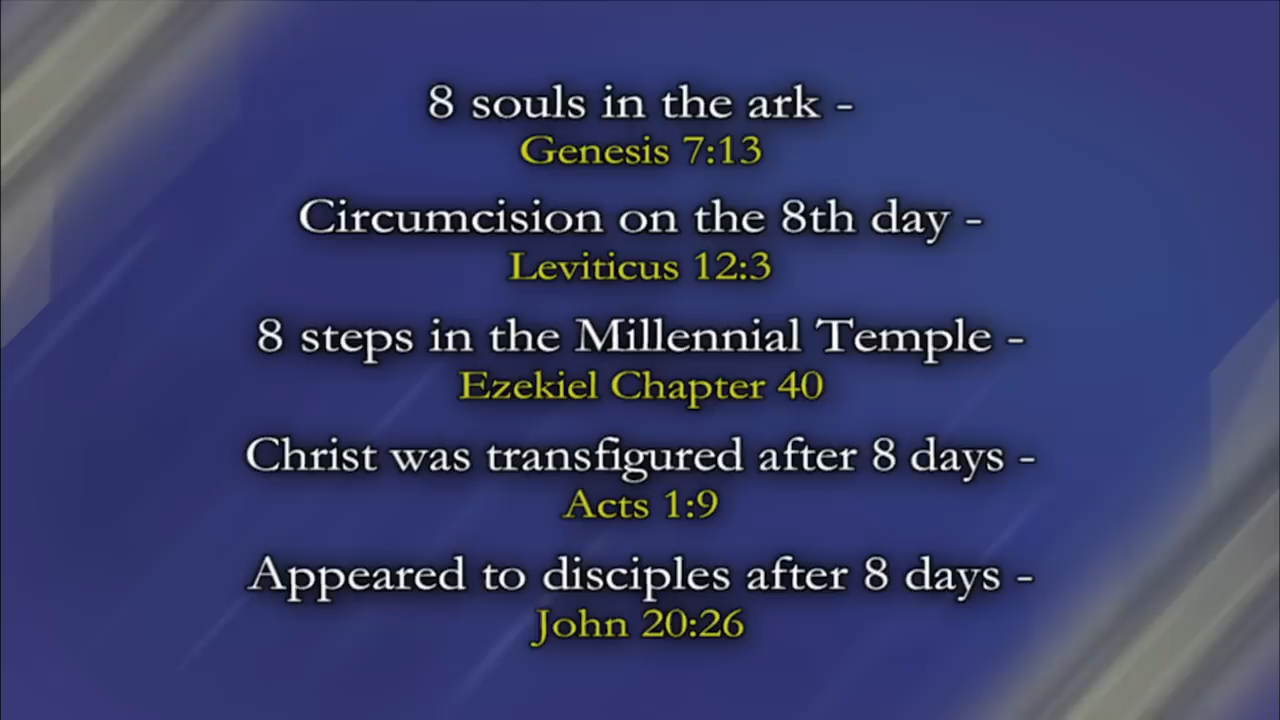 8 souls in the ark -
Genesis 7:13
Circumcision on the 8th day -
Leviticus 12:3
8 steps in the Millennial Temple -
Ezekiel Chapter 40
Christ was transfigured after 8 days -
Acts 1:9
Appeared to disciples after 8 days -
John 20:26